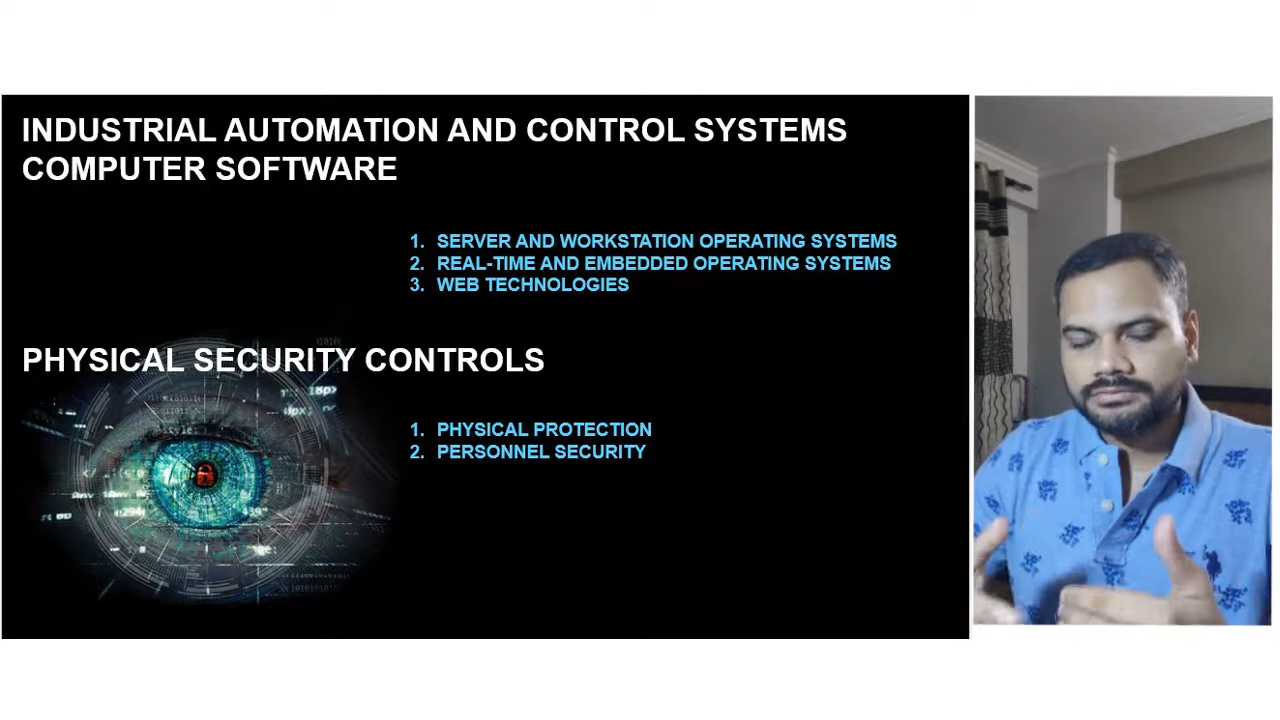 INDUSTRIAL AUTOMATION AND CONTROL SYSTEMS
COMPUTER SOFTWARE
1. SERVER AND WORKSTATION OPERATING SYSTEMS
2. REAL-TIME AND EMBEDDED OPERATING SYSTEMS
3. WEB TECHNOLOGIES
PHYSICAL SECURITY CONTROLS
1. PHYSICAL PROTECTION
2. PERSONNEL SECURITY